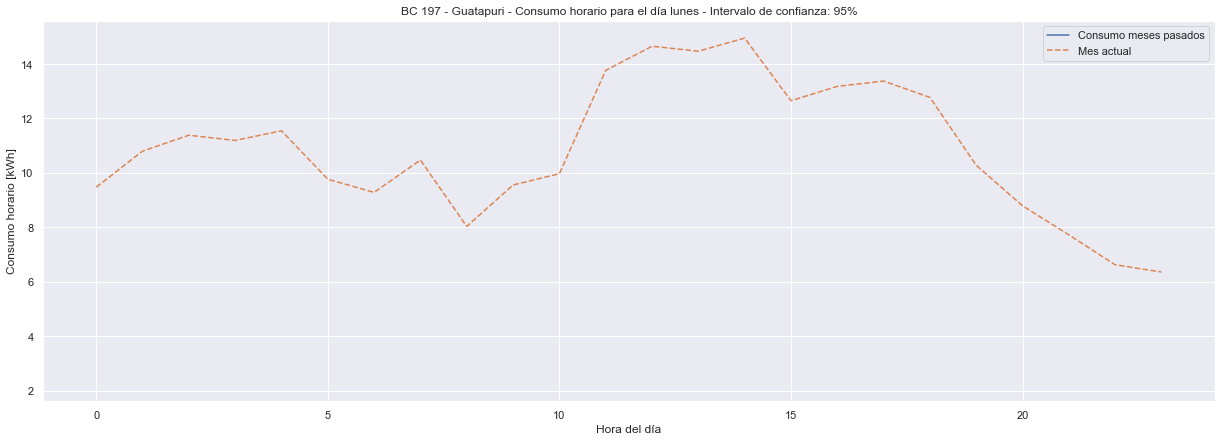 BC 197 - Guatapuri - Consumo horario para el día lunes - Intervalo de confianza: 95%
Consumo meses pasados
Mes actual
Consumo horario [kWh]
14
12
10
8
6
4
2
0
5
10
15
20
Hora del día